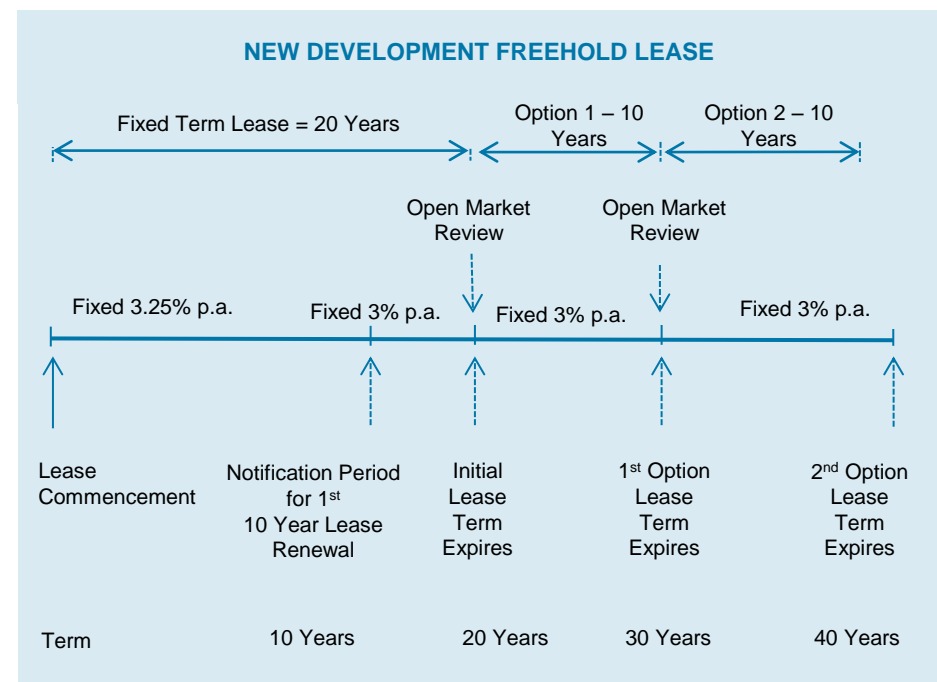 NEW DEVELOPMENT FREEHOLD LEASE
Fixed Term Lease = 20 Years
Option 1 – 10
Years
Option 2 – 10
Years
Open Market
Review
Open Market
Review
Fixed 3.25% p.a.
Fixed 3% p.a.
Fixed 3% p.a.
Fixed 3% p.a.
Lease
Commencement
Notification Period
for 1st
10 Year Lease
Renewal
Initial
Lease
Term
Expires
1st Option
Lease
Term
Expires
2nd Option
Lease
Term
Expires
Term
10 Years
20 Years
30 Years
40 Years